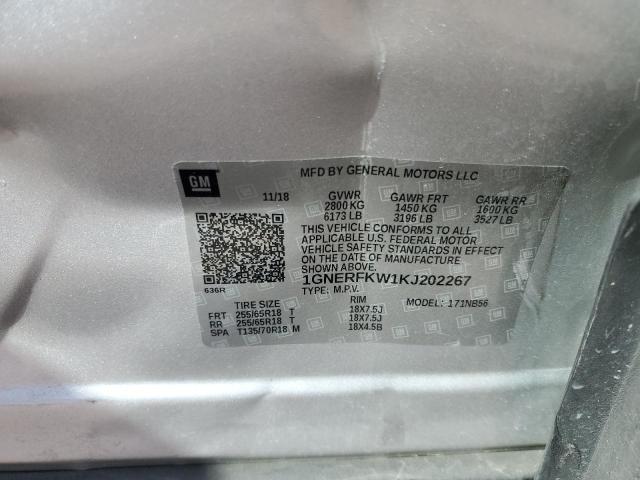 GM
MFD BY GENERAL MOTORS LLC
11/18 GVWR GAWR FRT GAWR RR
2800 KG 1450 KG 1600 KG
6173 LB 3196 LB 3527 LB
THIS VEHICLE CONFORMS TO ALL
APPLICABLE U.S. FEDERAL MOTOR
VEHICLE SAFETY STANDARDS IN EFFECT
ON THE DATE OF MANUFACTURE
SHOWN ABOVE.
1GNERFKW1KJ202267
636R TYPE: M.P.V. MODEL: 171NB56
TIRE SIZE RIM
FRT 255/65R18 T 18X7.5J
RR 255/65R18 T 18X7.5J
SPA T135/70R18 M 18X4.5B